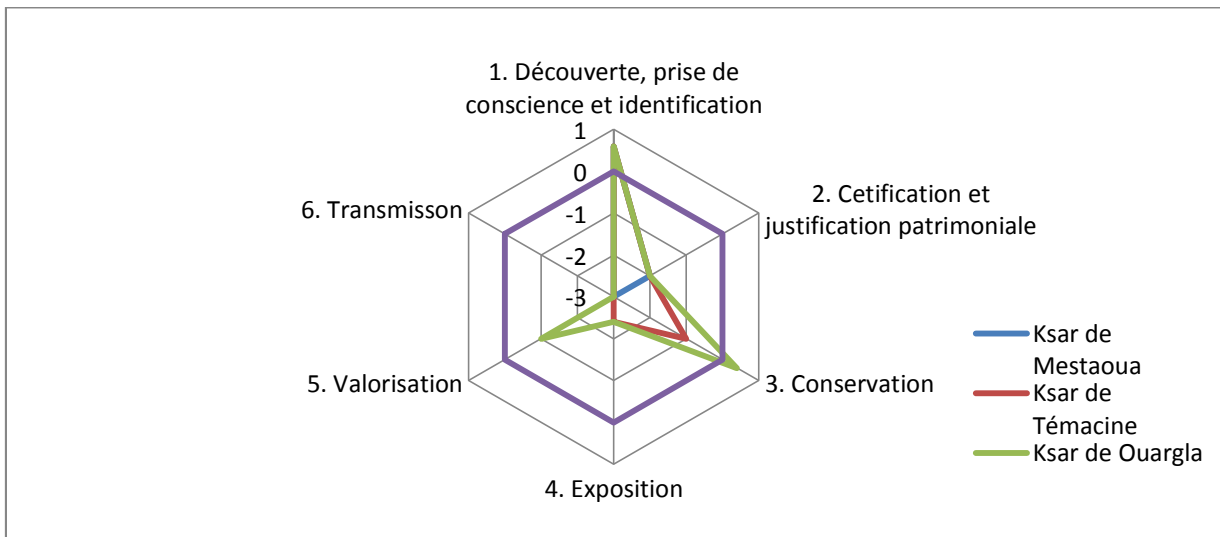 1. Découverte, prise de
conscience et identification
1
0
-1
-2
-3
2. Cetification et
justification patrimoniale
3. Conservation
4. Exposition
5. Valorisation
6. Transmisson
Ksar de
Mestaoua
Ksar de
Témacine
Ksar de Ouargla